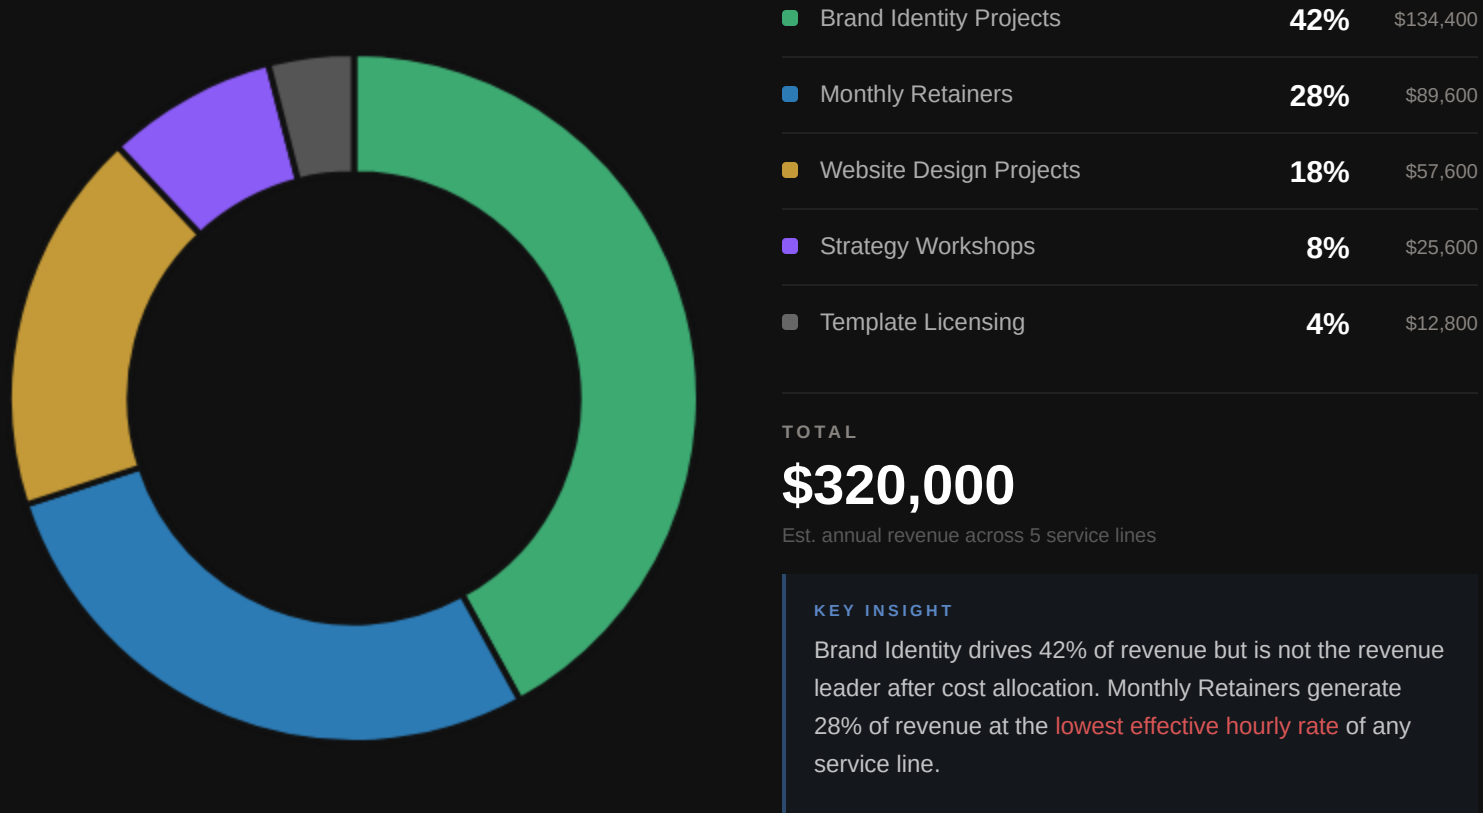 Brand Identity Projects 42% $134,400
Monthly Retainers 28% $89,600
Website Design Projects 18% $57,600
Strategy Workshops 8% $25,600
Template Licensing 4% $12,800
TOTAL
$320,000
Est. annual revenue across 5 service lines
KEY INSIGHT
Brand Identity drives 42% of revenue but is not the revenue
leader after cost allocation. Monthly Retainers generate
28% of revenue at the lowest effective hourly rate of any
service line.